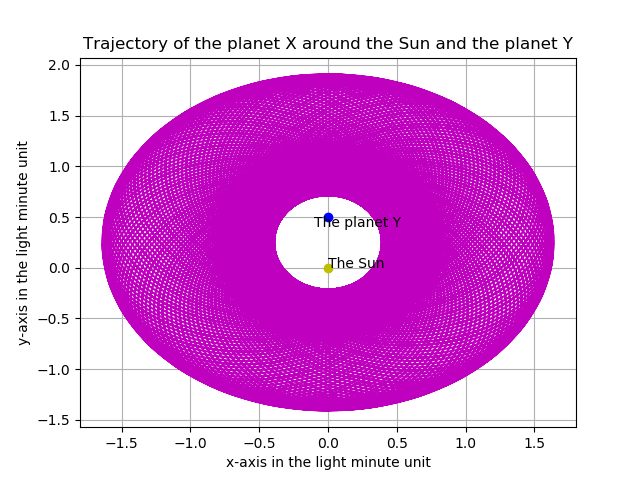 Trajectory of the planet X around the Sun and the planet Y
y-axis in the light minute unit
2.0
1.5
1.0
0.5
0.0
−0.5
−1.0
−1.5
The planet Y
The Sun
−1.5 −1.0 −0.5 0.0 0.5 1.0 1.5
x-axis in the light minute unit